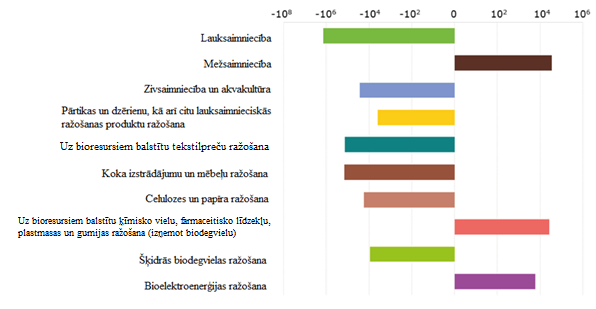 -10⁸ -10⁶ -10⁴ -10² 0 10² 10⁴ 10⁶
Lauksaimniecība
Mežsaimniecība
Zivsaimniecība un akvakultūra
Pārtikas un dzērienu, kā arī citu lauksaimnieciskās
ražošanas produktu ražošana
Uz bioresursiem balstītu tekstilpreču ražošana
Koka izstrādājumu un mēbeļu ražošana
Celulozes un papīra ražošana
Uz bioresursiem balstītu ķīmisko vielu, farmaceitisko līdzekļu,
plastmasas un gumijas ražošana (izņemot biodegvielu)
Šķidrās biodegvielas ražošana
Bioelektroenerģijas ražošana